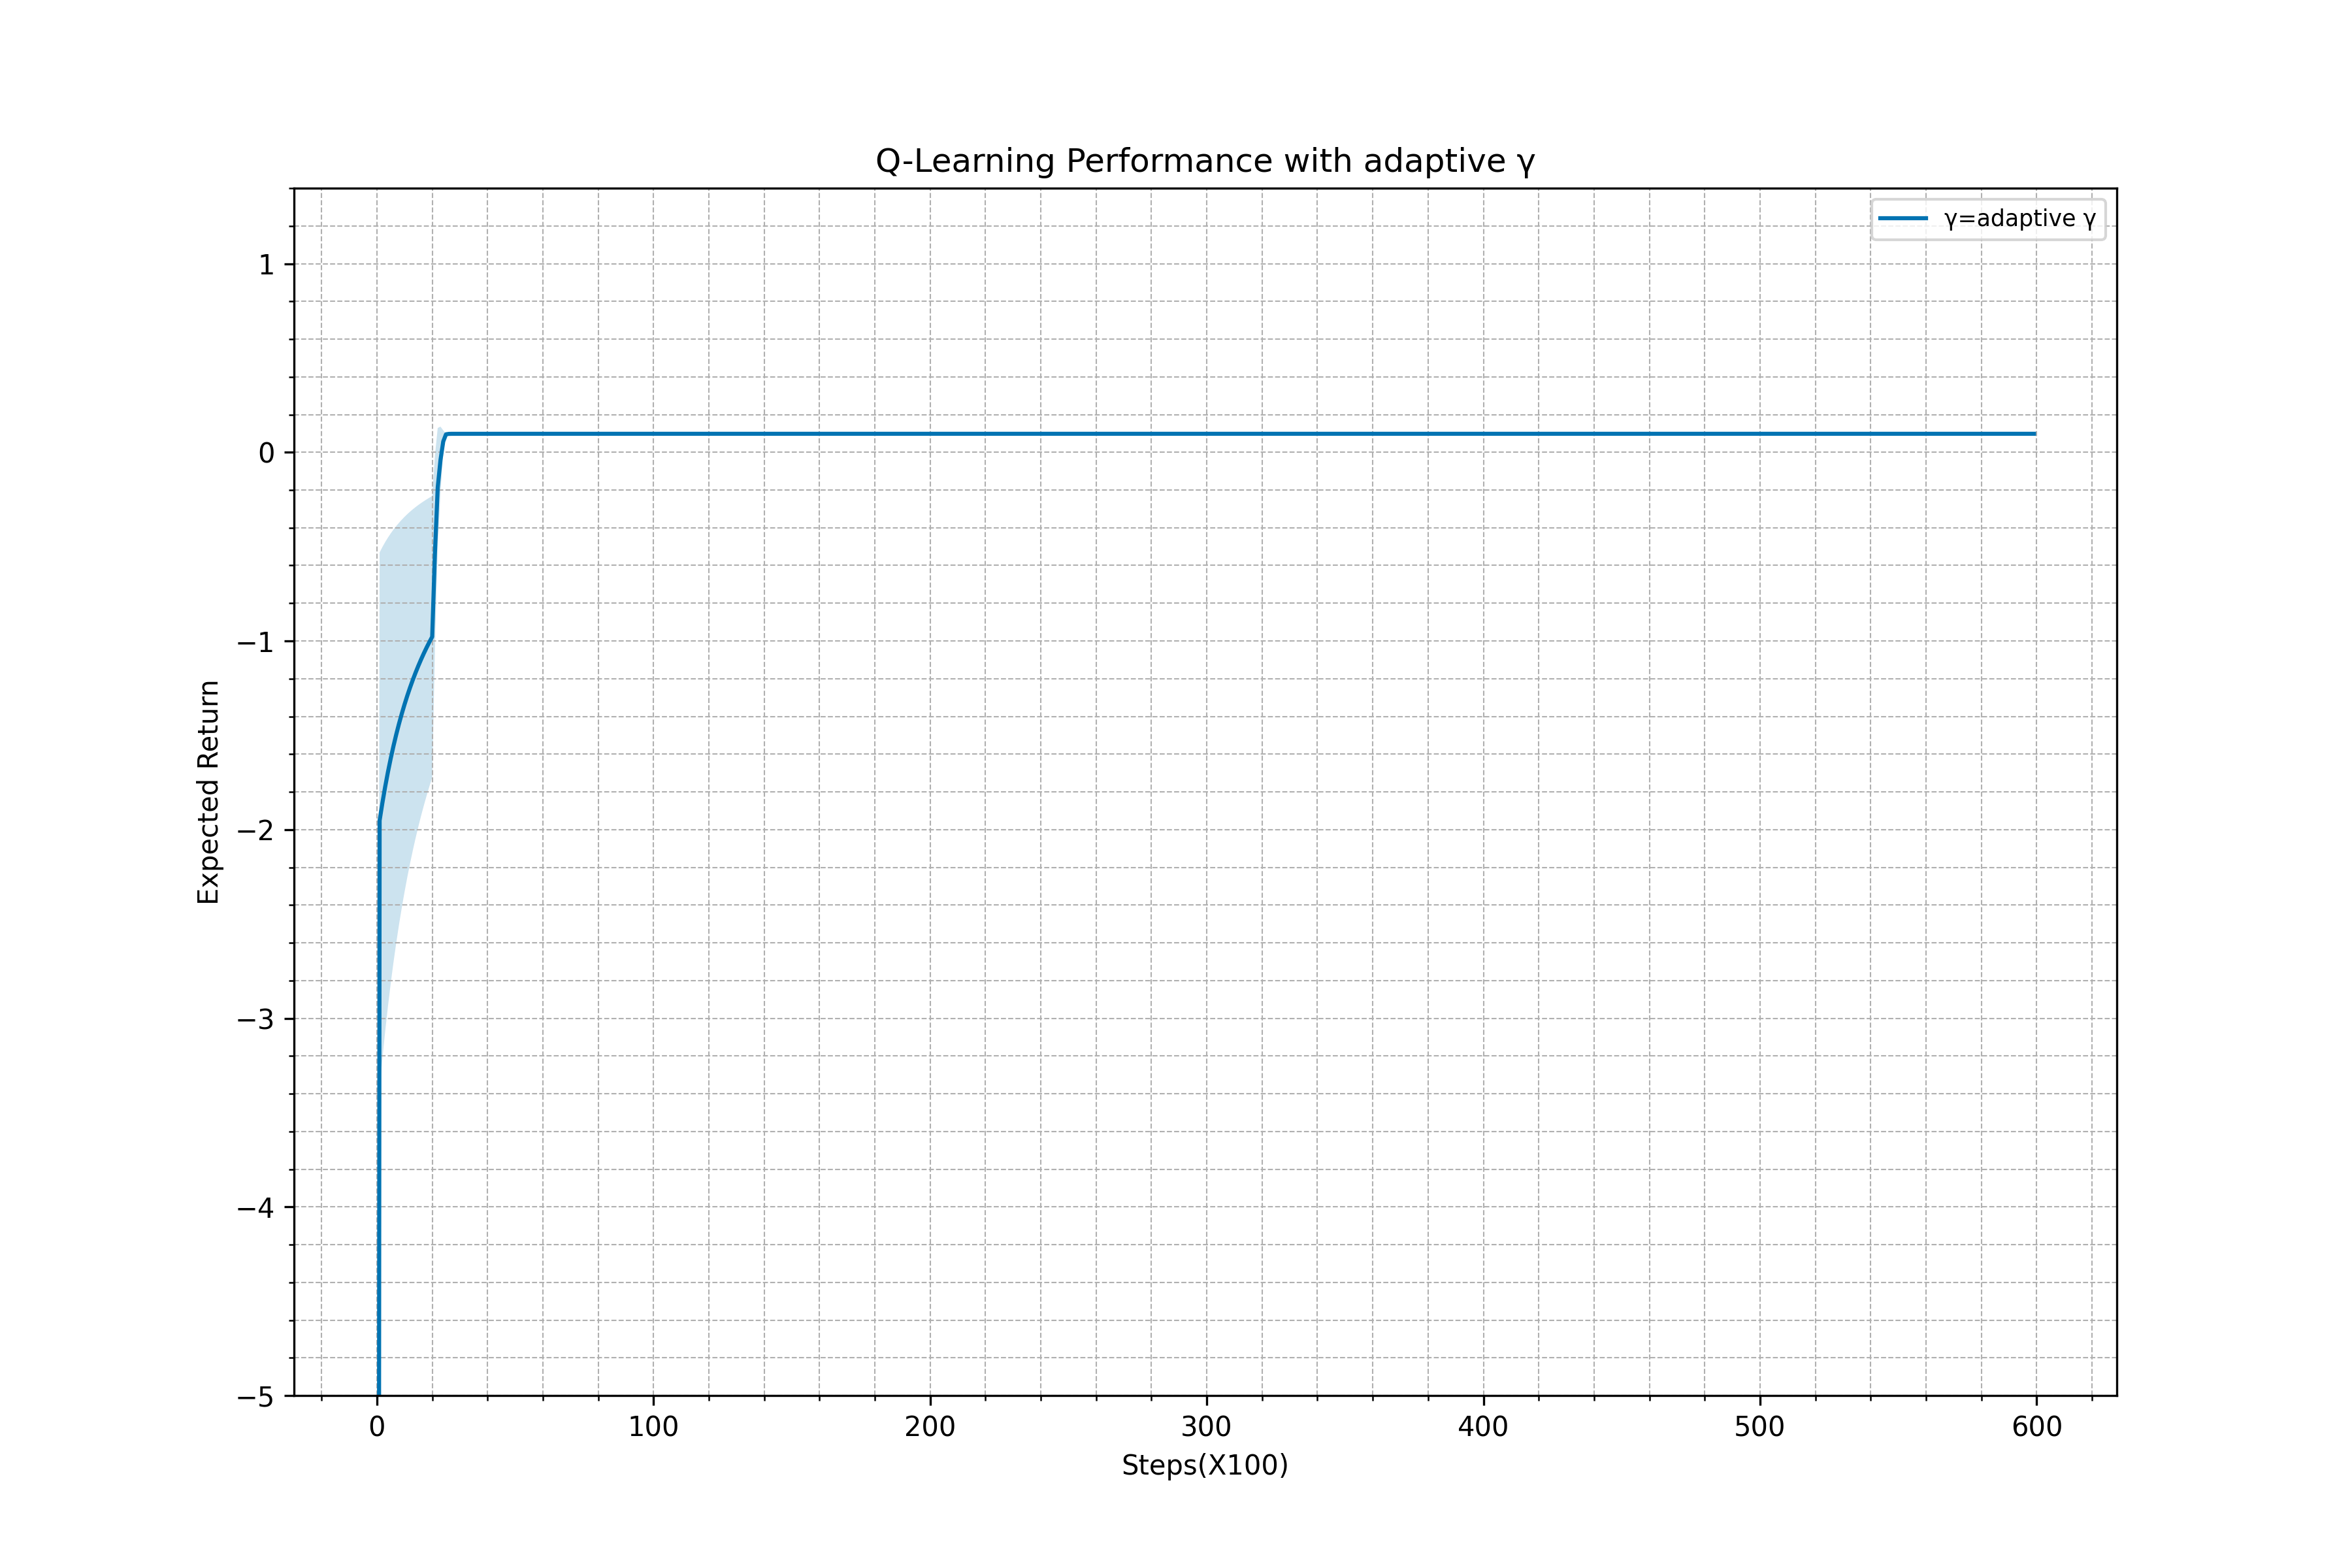 Q-Learning Performance with adaptive γ
γ=adaptive γ
1
0
−1
−2
−3
−4
−5
Expected Return
0 100 200 300 400 500 600
Steps(X100)